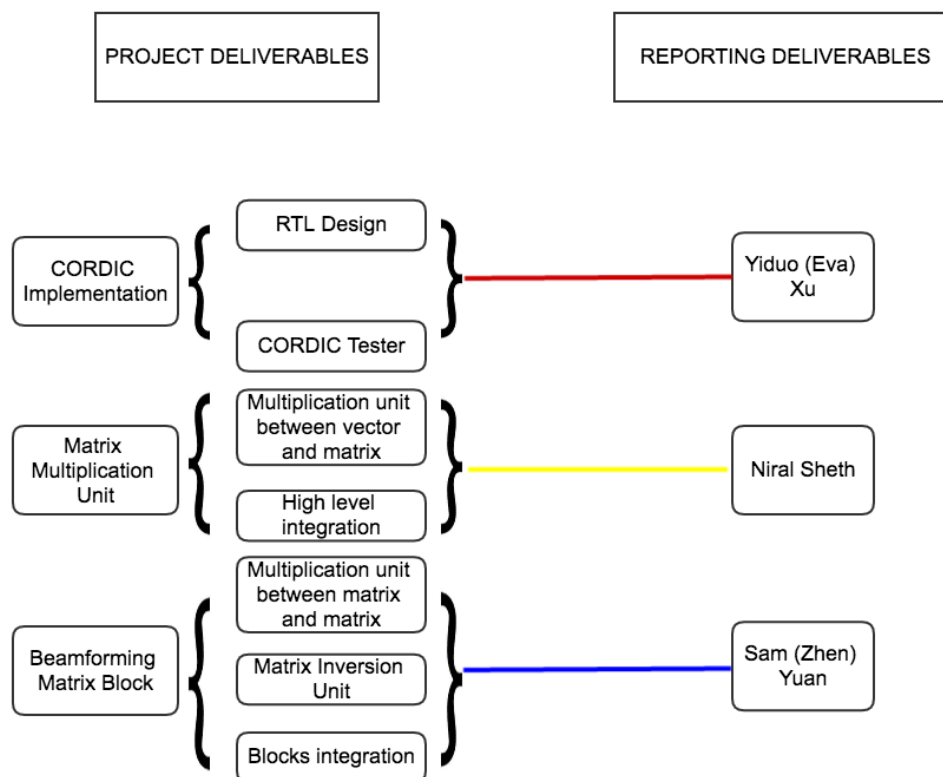 PROJECT DELIVERABLES
REPORTING DELIVERABLES
CORDIC
Implementation
RTL Design
CORDIC Tester
Yiduo (Eva)
Xu
Matrix
Multiplication
Unit
Multiplication unit
between vector
and matrix
High level
integration
Niral Sheth
Beamforming
Matrix Block
Multiplication unit
between matrix
and matrix
Matrix Inversion
Unit
Blocks integration
Sam (Zhen)
Yuan